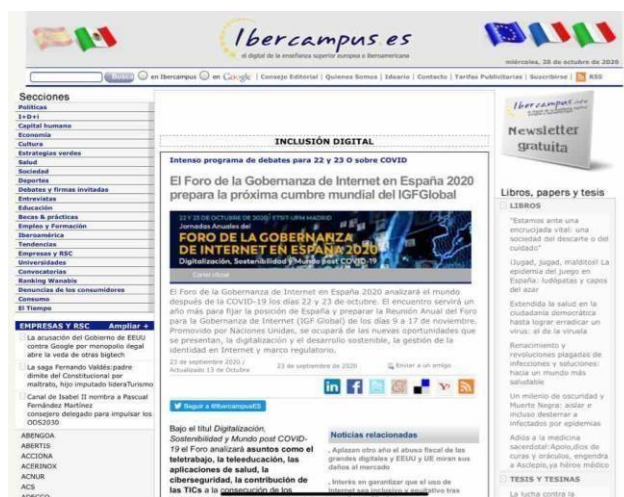 Ibercampus.es
el digital de la enseñanza superior europea e iberoamericana
miércoles, 28 de octubre de 2020
Busca en Ibercampus en Google | Consejo Editorial | Quienes Somos | Ideario | Contacto | Tarifas Publicitarias | Suscribirse | RSS
Secciones
Políticas
I+D+i
Capital humano
Economía
Cultura
Estrategias verdes
Salud
Sociedad
Deportes
Debates y firmas invitadas
Entrevistas
Educación
Becas & prácticas
Empleo y Formación
Iberoamérica
Tendencias
Empresas y RSC
Universidades
Convocatorias
Ranking Wanabis
Denuncias de los consumidores
Consumo
El Tiempo
EMPRESAS Y RSC Ampliar +
La acusación del Gobierno de EEUU
contra Google por monopolio ilegal
abre la veda de otras bigtech
La saga Fernando Valdés:padre
dimite del Constitucional por
maltrato, hijo imputado lideraTurismo
Canal de Isabel II nombra a Pascual
Fernández Martínez
consejero delegado para impulsar los
ODS2030
ABENGOA
ABERTIS
ACCIONA
ACERINOX
ACNUR
ACS
ADECCO
INCLUSIÓN DIGITAL
Intenso programa de debates para 22 y 23 O sobre COVID
El Foro de la Gobernanza de Internet en España 2020
prepara la próxima cumbre mundial del IGFGlobal
22 Y 23 DE OCTUBRE DE 2020 ETSIT-UPM MADRID
Jornadas Anuales del
FORO DE LA GOBERNANZA
DE INTERNET EN ESPAÑA 2020
Digitalización, Sostenibilidad y Mundo post COVID-19
Cartel oficial
El Foro de la Gobernanza de Internet en España 2020 analizará el mundo
después de la COVID-19 los días 22 y 23 de octubre. El encuentro servirá un
año más para fijar la posición de España y preparar la Reunión Anual del Foro
para la Gobernanza de Internet (IGF Global) de los días 9 a 17 de noviembre.
Promovido por Naciones Unidas, se ocupará de las nuevas oportunidades que
se presentan, la digitalización y el desarrollo sostenible, la gestión de la
identidad en Internet y marco regulatorio.
23 de septiembre 2020 /
Actualizado 13 de Octubre
23 de septiembre de 2020
Enviar a un amigo
Seguir a @ibercampusES
Bajo el titul Digitalización,
Sostenibilidad y Mundo post COVID-
19 el Foro analizará asuntos como el
teletrabajo, la teleeducación, las
aplicaciones de salud, la
ciberseguridad, la contribución de
las TICs a la consecución de los
Noticias relacionadas
Aplazan otro año el abuso fiscal de las
grandes digitales y EEUU y UE miran sus
daños al mercado
Interés en garantizar que el uso de
Internet sea inclusivo y equitativo tras
Ibercampus.info
Newsletter
gratuita
Libros, papers y tesis
LIBROS
"Estamos ante una
encrucijada vital: una
sociedad del descarte o del
cuidado"
¡Jugad, jugad, malditos! La
epidemia del juego en
España: ludópatas y capos
del azar
Extendida la salud en la
ciudadanía democrática
hasta lograr erradicar un
virus: el de la viruela
Renacimiento y
revoluciones plagadas de
infecciones y soluciones:
hacia un mundo más
saludable
Un milenio de oscuridad y
Muerte Negra: aislar e
incluso desterrar a
infectados por epidemias
Adiós a la medicina
sacerdotal:Apolo,dios de
curas y oráculos, engendra
a Asclepio,ya héroe médico
TESIS Y TESINAS
La lucha contra la